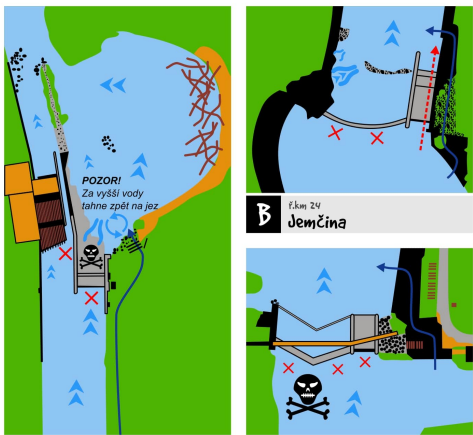 POZOR!
Za vyšší vody
tahne zpět na jez
B
ř.km 24
Jemčina